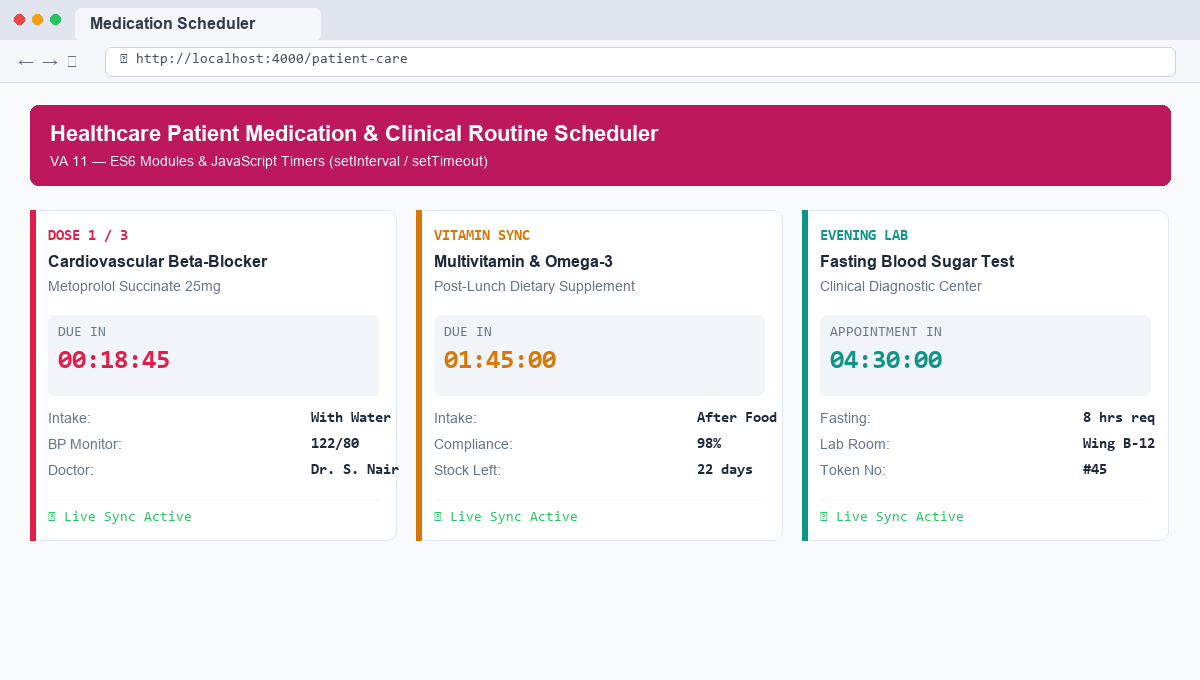 Medication Scheduler
http://localhost:4000/patient-care
Healthcare Patient Medication & Clinical Routine Scheduler
VA 11 — ES6 Modules & JavaScript Timers (setInterval / setTimeout)
DOSE 1 / 3
Cardiovascular Beta-Blocker
Metoprolol Succinate 25mg
DUE IN
00:18:45
Intake: With Water
BP Monitor: 122/80
Doctor: Dr. S. Nair
Live Sync Active
VITAMIN SYNC
Multivitamin & Omega-3
Post-Lunch Dietary Supplement
DUE IN
01:45:00
Intake: After Food
Compliance: 98%
Stock Left: 22 days
Live Sync Active
EVENING LAB
Fasting Blood Sugar Test
Clinical Diagnostic Center
APPOINTMENT IN
04:30:00
Fasting: 8 hrs req
Lab Room: Wing B-12
Token No: #45
Live Sync Active